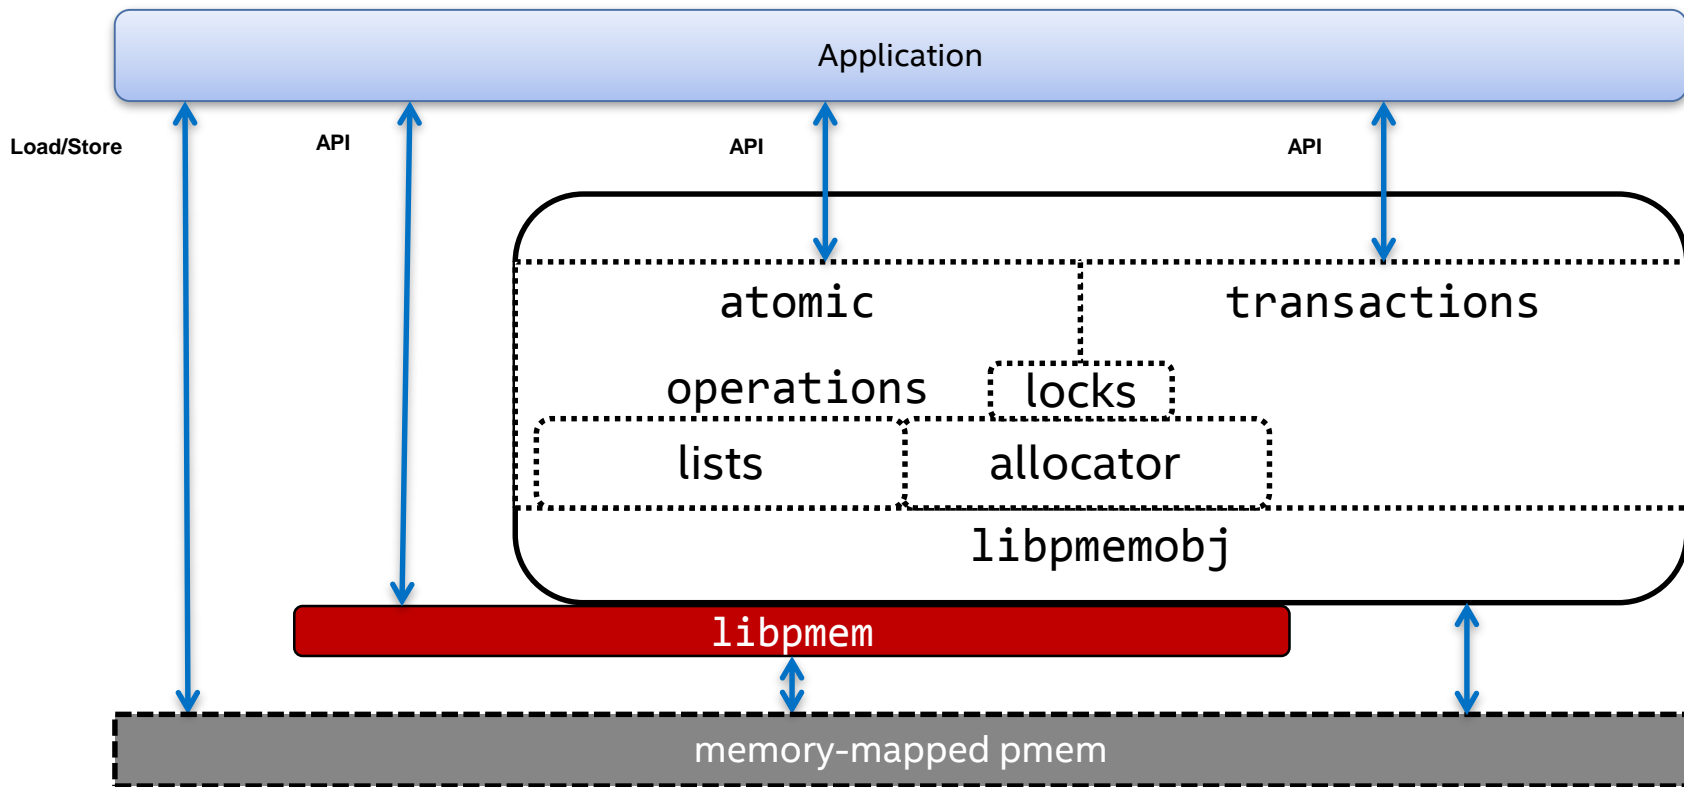 Application
Load/Store
API
API
API
atomic
transactions
operations
locks
lists
allocator
libpmemobj
libpmem
memory-mapped pmem